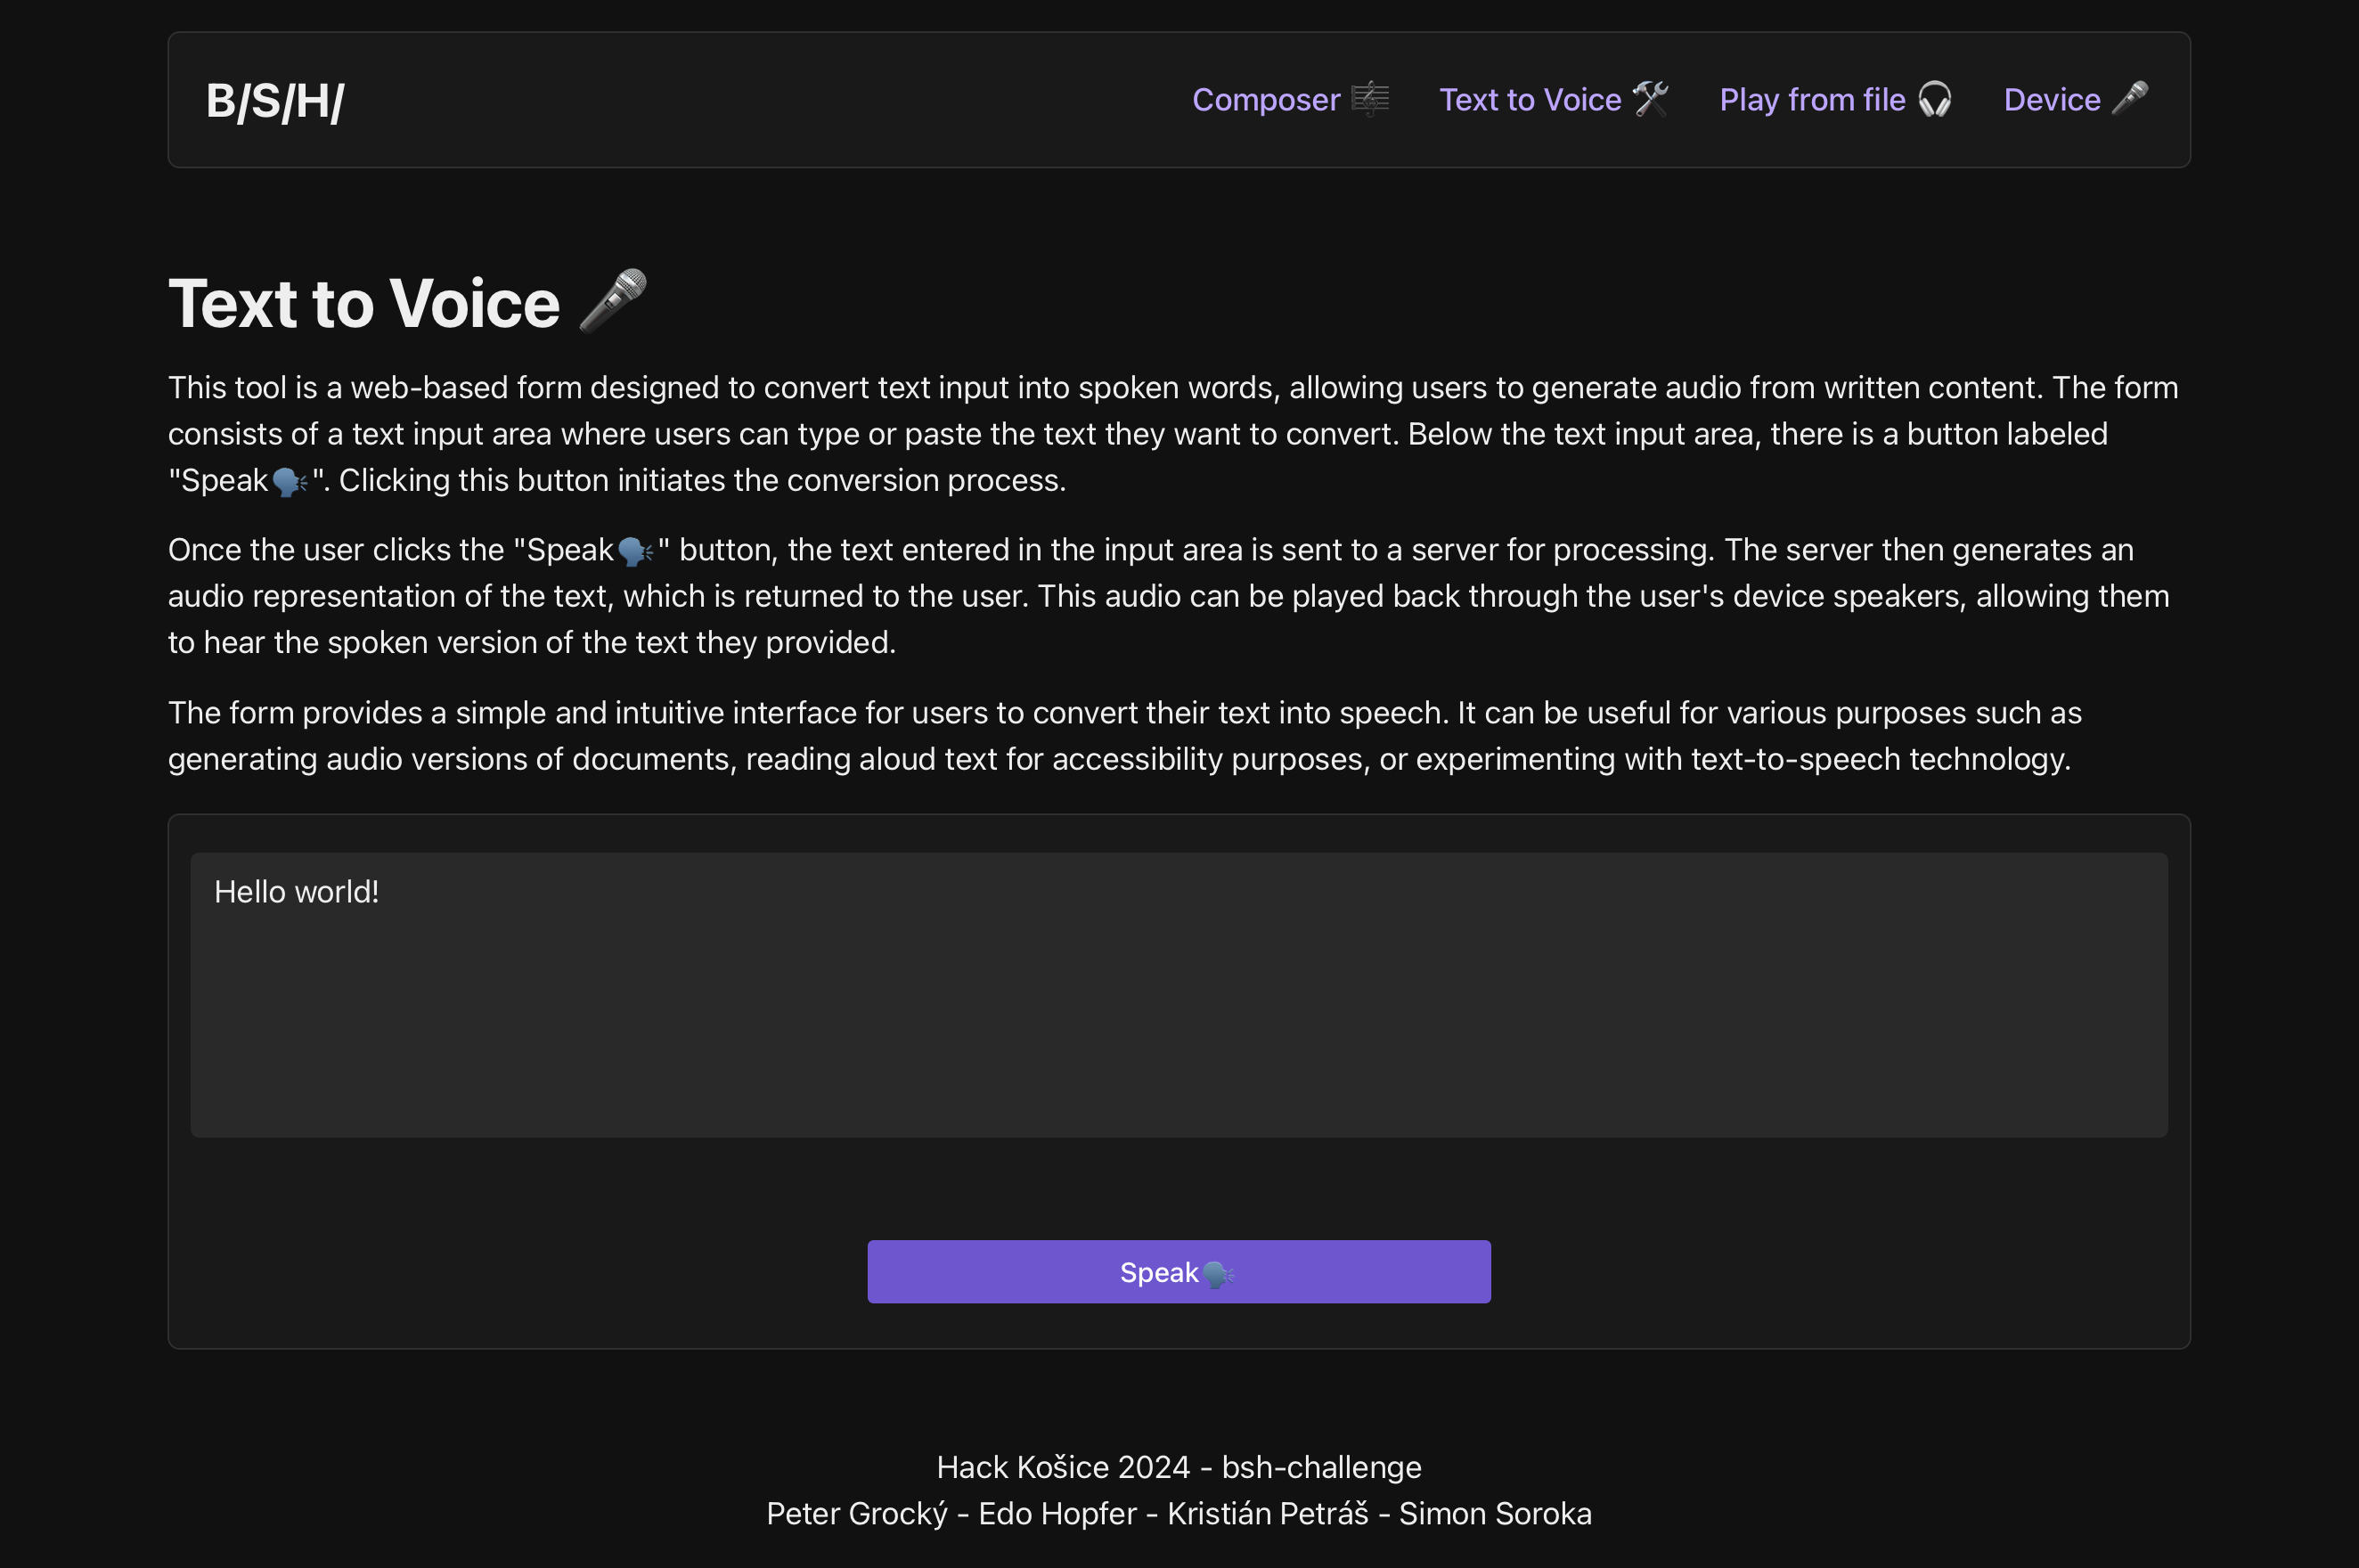 B/S/H/
Composer 🎼 Text to Voice 🛠️ Play from file 🎧 Device 🎤
Text to Voice 🎤
This tool is a web-based form designed to convert text input into spoken words, allowing users to generate audio from written content. The form
consists of a text input area where users can type or paste the text they want to convert. Below the text input area, there is a button labeled
"Speak🗣️". Clicking this button initiates the conversion process.
Once the user clicks the "Speak🗣️" button, the text entered in the input area is sent to a server for processing. The server then generates an
audio representation of the text, which is returned to the user. This audio can be played back through the user's device speakers, allowing them
to hear the spoken version of the text they provided.
The form provides a simple and intuitive interface for users to convert their text into speech. It can be useful for various purposes such as
generating audio versions of documents, reading aloud text for accessibility purposes, or experimenting with text-to-speech technology.
Hello world!
Speak🗣️
Hack Košice 2024 - bsh-challenge
Peter Grocký - Edo Hopfer - Kristián Petráš - Simon Soroka